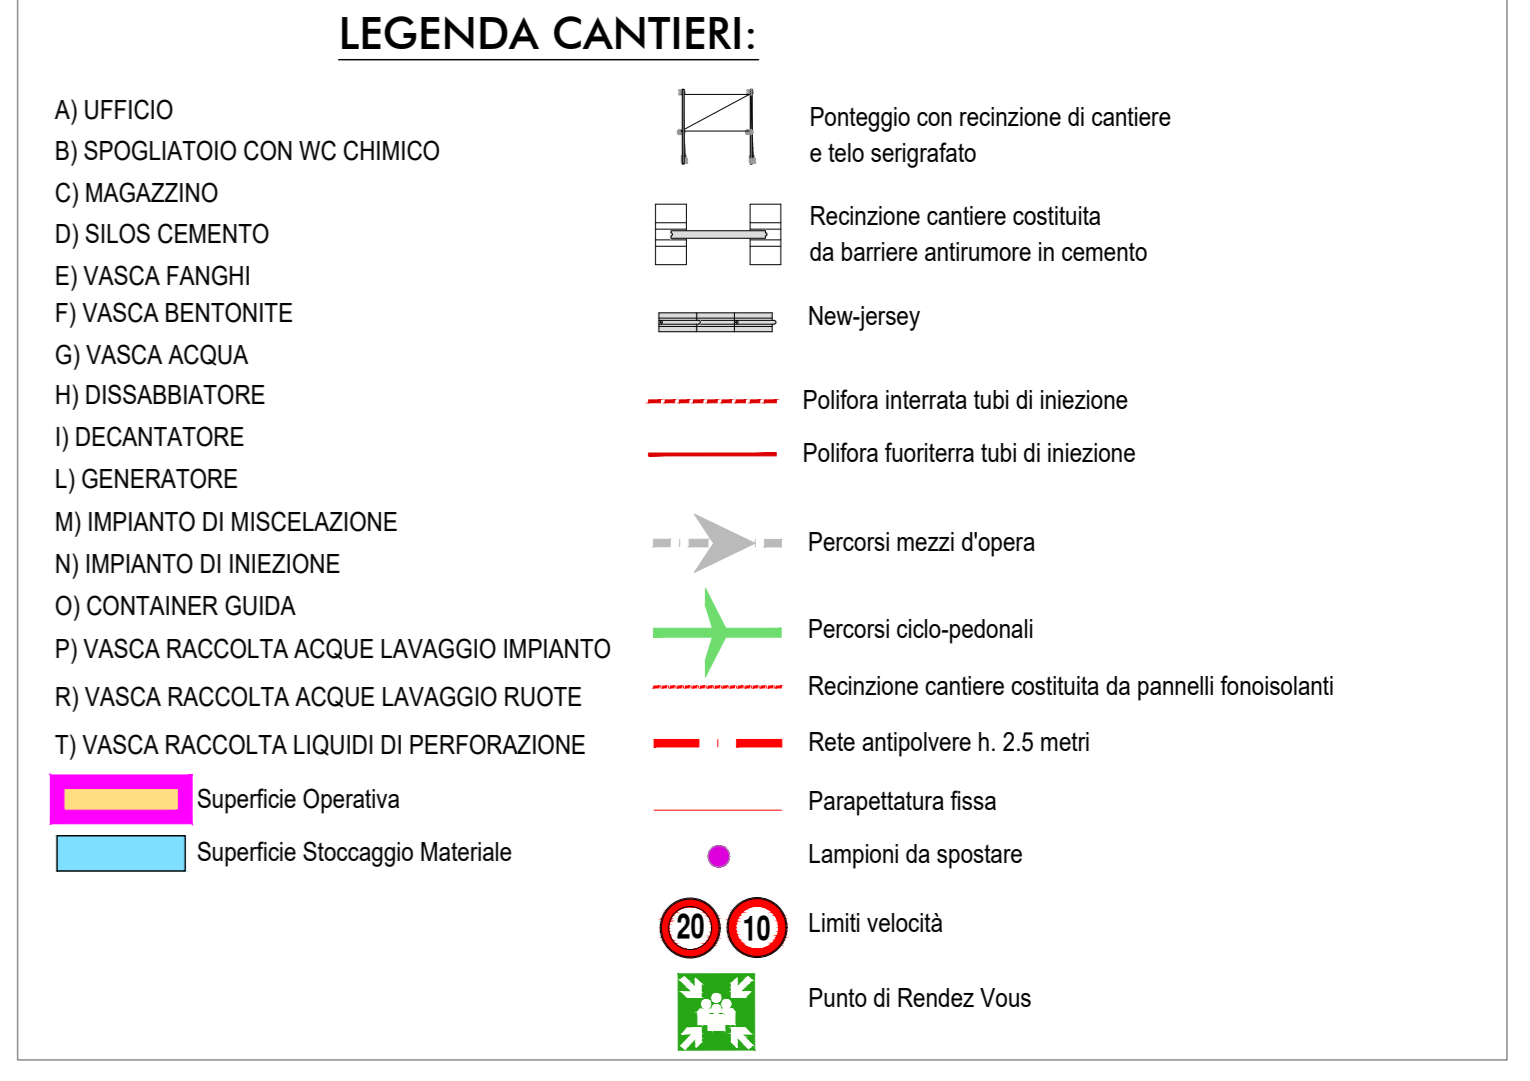 LEGENDA CANTIERI:
A) UFFICIO
B) SPOGLIATOIO CON WC CHIMICO
C) MAGAZZINO
D) SILOS CEMENTO
E) VASCA FANGHI
F) VASCA BENTONITE
G) VASCA ACQUA
H) DISSABBIATORE
I) DECANTATORE
L) GENERATORE
M) IMPIANTO DI MISCELAZIONE
N) IMPIANTO DI INIEZIONE
O) CONTAINER GUIDA
P) VASCA RACCOLTA ACQUE LAVAGGIO IMPIANTO
R) VASCA RACCOLTA ACQUE LAVAGGIO RUOTE
T) VASCA RACCOLTA LIQUIDI DI PERFORAZIONE
Superficie Operativa
Superficie Stoccaggio Materiale
Ponteggio con recinzione di cantiere
e telo serigrafato
Recinzione cantiere costituita
da barriere antirumore in cemento
New-jersey
Polifora interrata tubi di iniezione
Polifora fuoriterra tubi di iniezione
Percorsi mezzi d'opera
Percorsi ciclo-pedonali
Recinzione cantiere costituita da pannelli fonoisolanti
Rete antipolvere h. 2.5 metri
Parapettatura fissa
Lampioni da spostare
20 10 Limiti velocità
Punto di Rendez Vous